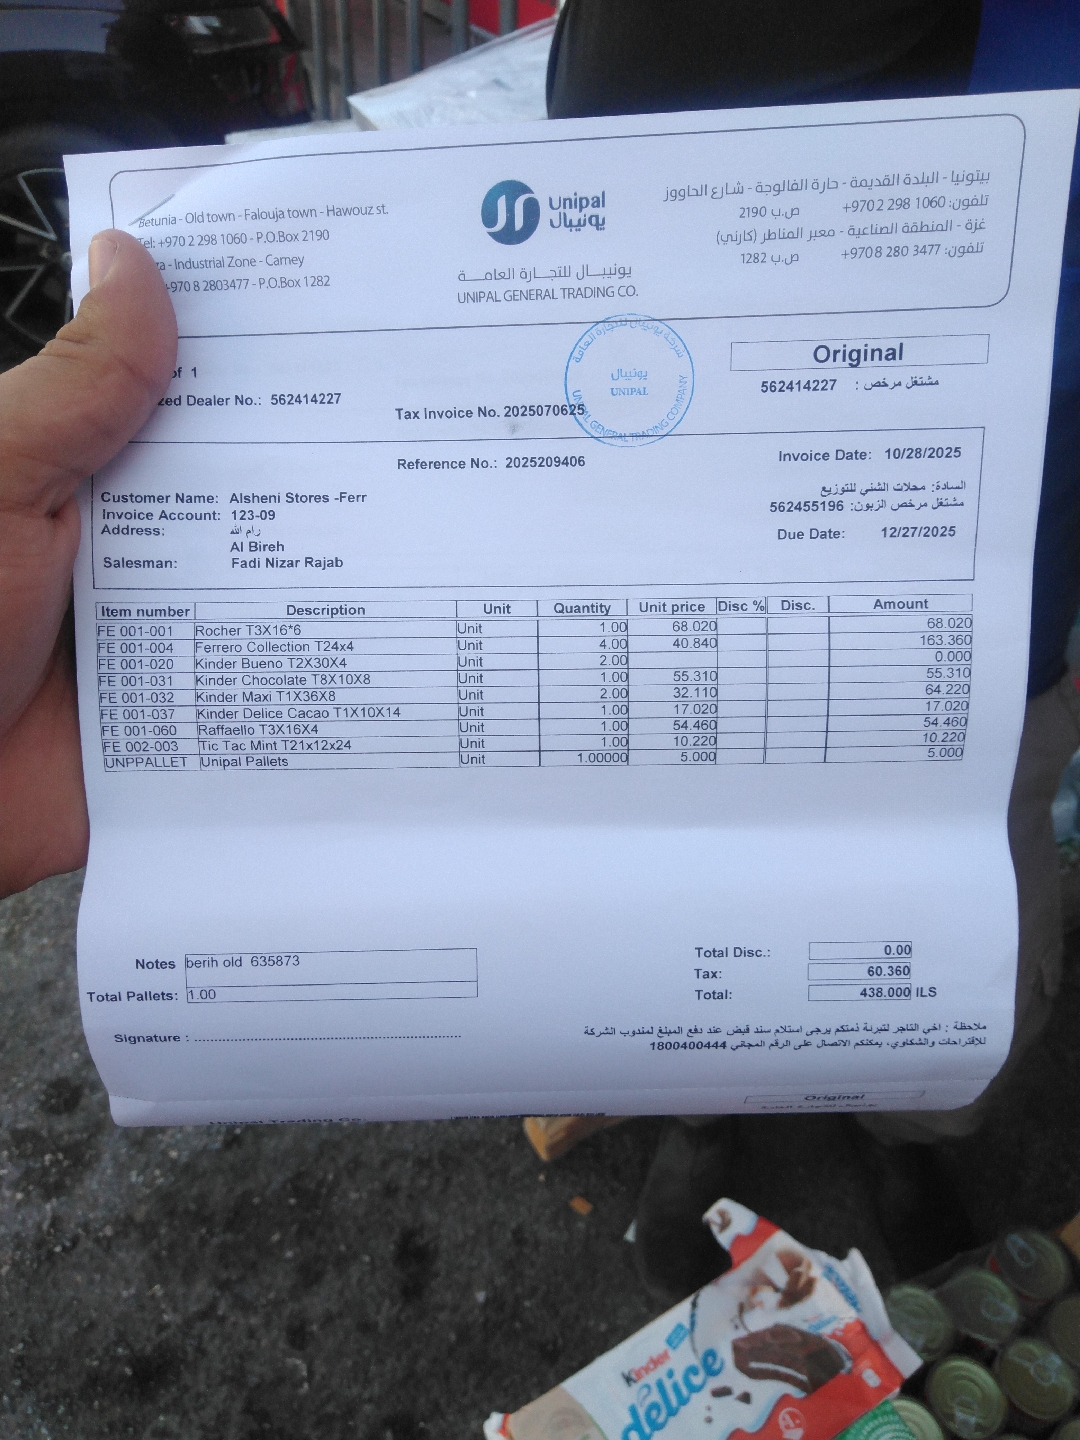 Betunia - Old town - Falouja town - Hawouz st.
Tel: +970 2 298 1060 - P.O.Box 2190
- Industrial Zone - Carney
+970 8 2803477 - P.O.Box 1282
Unipal
يونيبال
يونيبال للتجارة العامة
UNIPAL GENERAL TRADING CO.
بيتونيا - البلدة القديمة - حارة الفالوجة - شارع الحاووز
تلفون: 1060 298 2 970+ ص.ب 2190
غزة - المنطقة الصناعية - معبر المناطر (كارني)
تلفون: 3477 280 8 970+ ص.ب 1282
of 1
Dealer No.: 562414227
Tax Invoice No. 2025070625
شركة يونيبال للتجارة العامة
يونيبال
UNIPAL
UNIPAL GENERAL TRADING COMPANY
Original
مشتغل مرخص : 562414227
Reference No.: 2025209406
Invoice Date: 10/28/2025
Customer Name: Alsheni Stores -Ferr
Invoice Account: 123-09
Address: رام الله
Al Bireh
Salesman: Fadi Nizar Rajab
السادة: محلات الشني للتوزيع
مشتغل مرخص الزبون: 562455196
Due Date: 12/27/2025
Item number Description Unit Quantity Unit price Disc % Disc. Amount
FE 001-001 Rocher T3X16*6 Unit 1.00 68.020 68.020
FE 001-004 Ferrero Collection T24x4 Unit 4.00 40.840 163.360
FE 001-020 Kinder Bueno T2X30X4 Unit 2.00 0.000
FE 001-031 Kinder Chocolate T8X10X8 Unit 1.00 55.310 55.310
FE 001-032 Kinder Maxi T1X36X8 Unit 2.00 32.110 64.220
FE 001-037 Kinder Delice Cacao T1X10X14 Unit 1.00 17.020 17.020
FE 001-060 Raffaello T3X16X4 Unit 1.00 54.460 54.460
FE 002-003 Tic Tac Mint T21x12x24 Unit 1.00 10.220 10.220
UNPPALLET Unipal Pallets Unit 1.00000 5.000 5.000
Notes berih old 635873
Total Pallets: 1.00
Total Disc.: 0.00
Tax: 60.360
Total: 438.000 ILS
Signature : ........................................
ملاحظة : اخي التاجر لتبرئة ذمتكم يرجى استلام سند قبض عند دفع المبلغ لمندوب الشركة
للاقتراحات والشكاوي، يمكنكم الاتصال على الرقم المجاني 1800400444
Original
Unipal Trading Co.
Kinder
délice